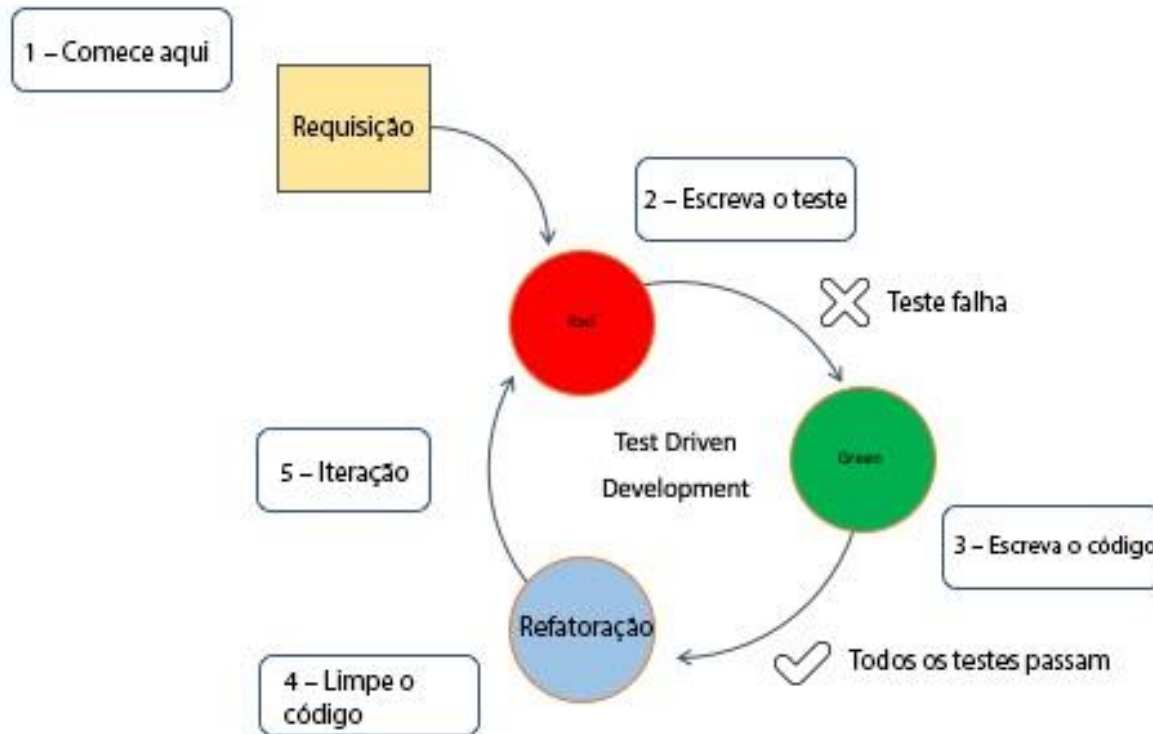 1 – Comece aqui
Requisição
2 – Escreva o teste
Teste falha
Red
Green
Test Driven
Development
5 – Iteração
3 – Escreva o código
Refatoração
Todos os testes passam
4 – Limpe o
código